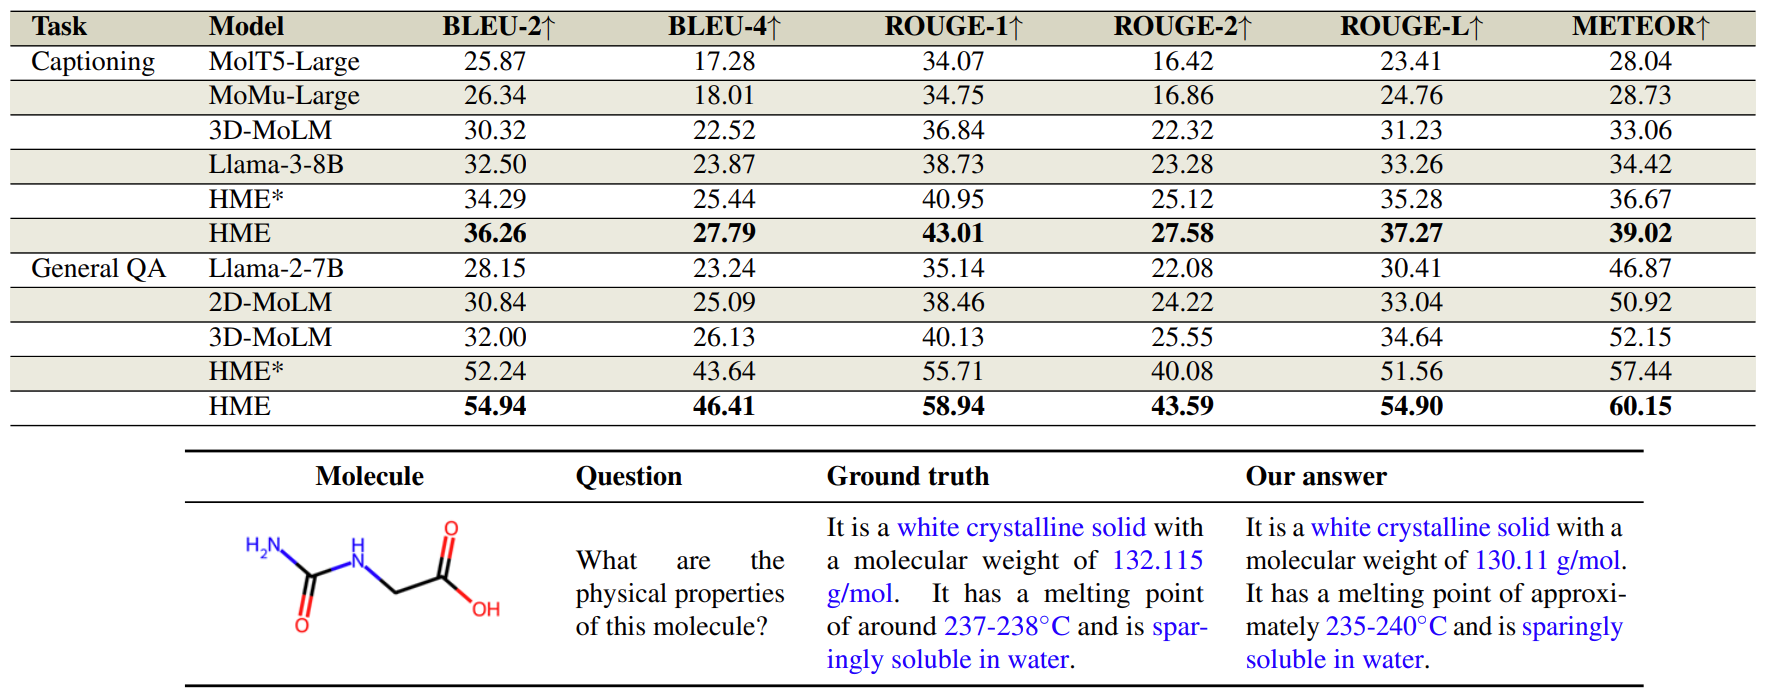 Task Model BLEU-2↑ BLEU-4↑ ROUGE-1↑ ROUGE-2↑ ROUGE-L↑ METEOR↑
Captioning MolT5-Large 25.87 17.28 34.07 16.42 23.41 28.04
MoMu-Large 26.34 18.01 34.75 16.86 24.76 28.73
3D-MoLM 30.32 22.52 36.84 22.32 31.23 33.06
Llama-3-8B 32.50 23.87 38.73 23.28 33.26 34.42
HME* 34.29 25.44 40.95 25.12 35.28 36.67
HME 36.26 27.79 43.01 27.58 37.27 39.02
General QA Llama-2-7B 28.15 23.24 35.14 22.08 30.41 46.87
2D-MoLM 30.84 25.09 38.46 24.22 33.04 50.92
3D-MoLM 32.00 26.13 40.13 25.55 34.64 52.15
HME* 52.24 43.64 55.71 40.08 51.56 57.44
HME 54.94 46.41 58.94 43.59 54.90 60.15
Molecule Question Ground truth Our answer
H₂N
O
H
N
O
OH
What are the
physical properties
of this molecule?
It is a white crystalline solid with
a molecular weight of 132.115
g/mol. It has a melting point
of around 237-238°C and is spar-
ingly soluble in water.
It is a white crystalline solid with a
molecular weight of 130.11 g/mol.
It has a melting point of approxi-
mately 235-240°C and is sparingly
soluble in water.